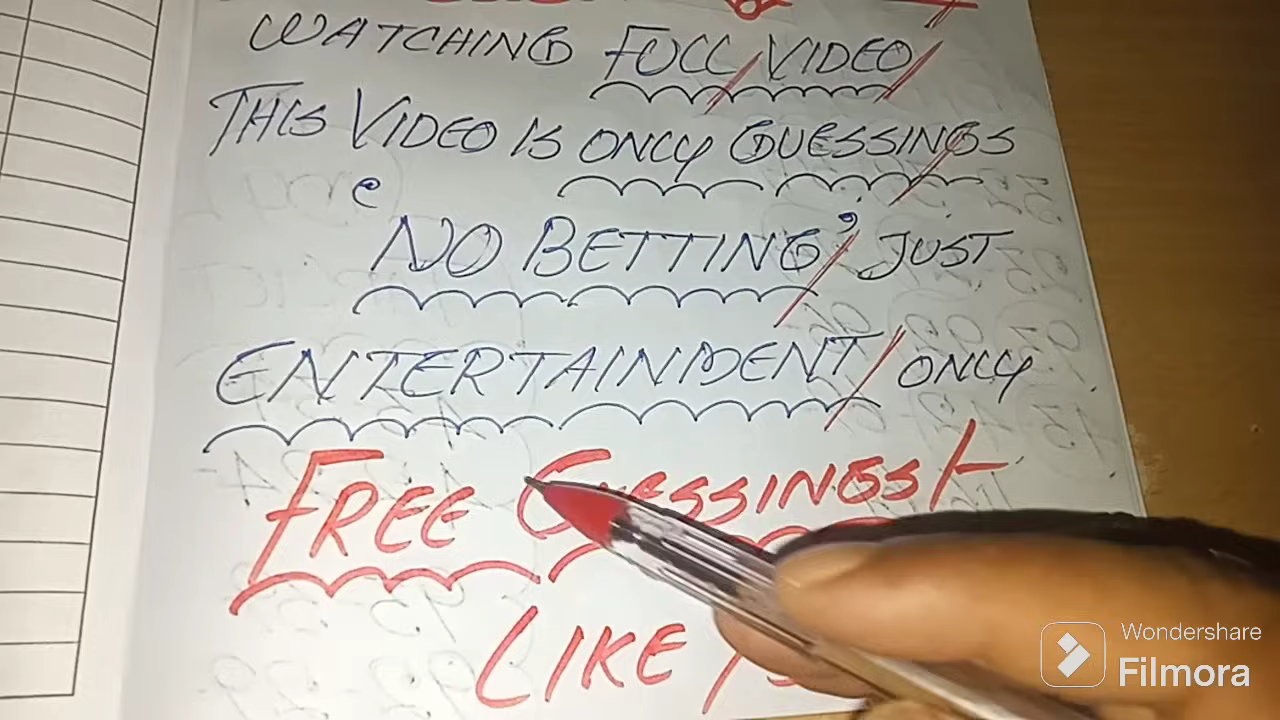 WATCHING FULL/VIDEO/
THIS VIDEO IS ONLY GUESSINGS
"NO BETTING", JUST
ENTERTAINMENT/ONLY
FREE GUESSINGS/-
LIKE/
Wondershare
Filmora